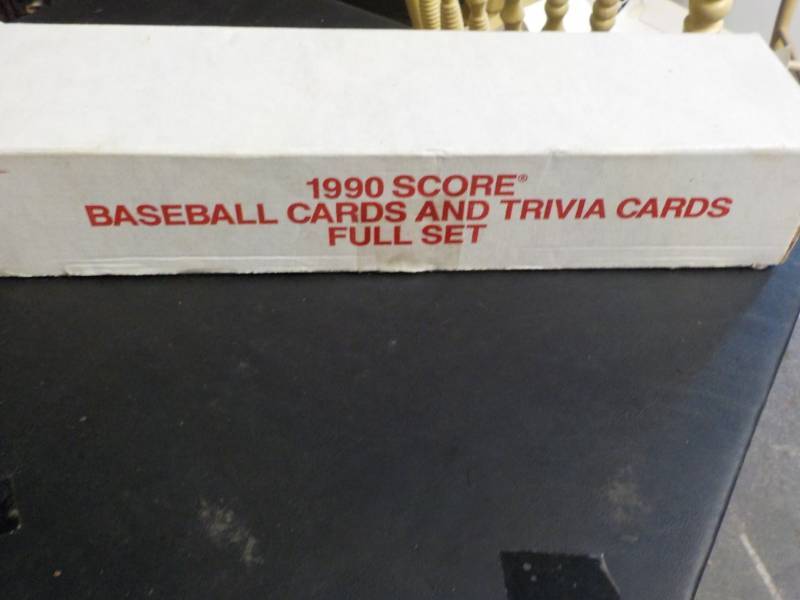 1990 SCORE®
BASEBALL CARDS AND TRIVIA CARDS
FULL SET